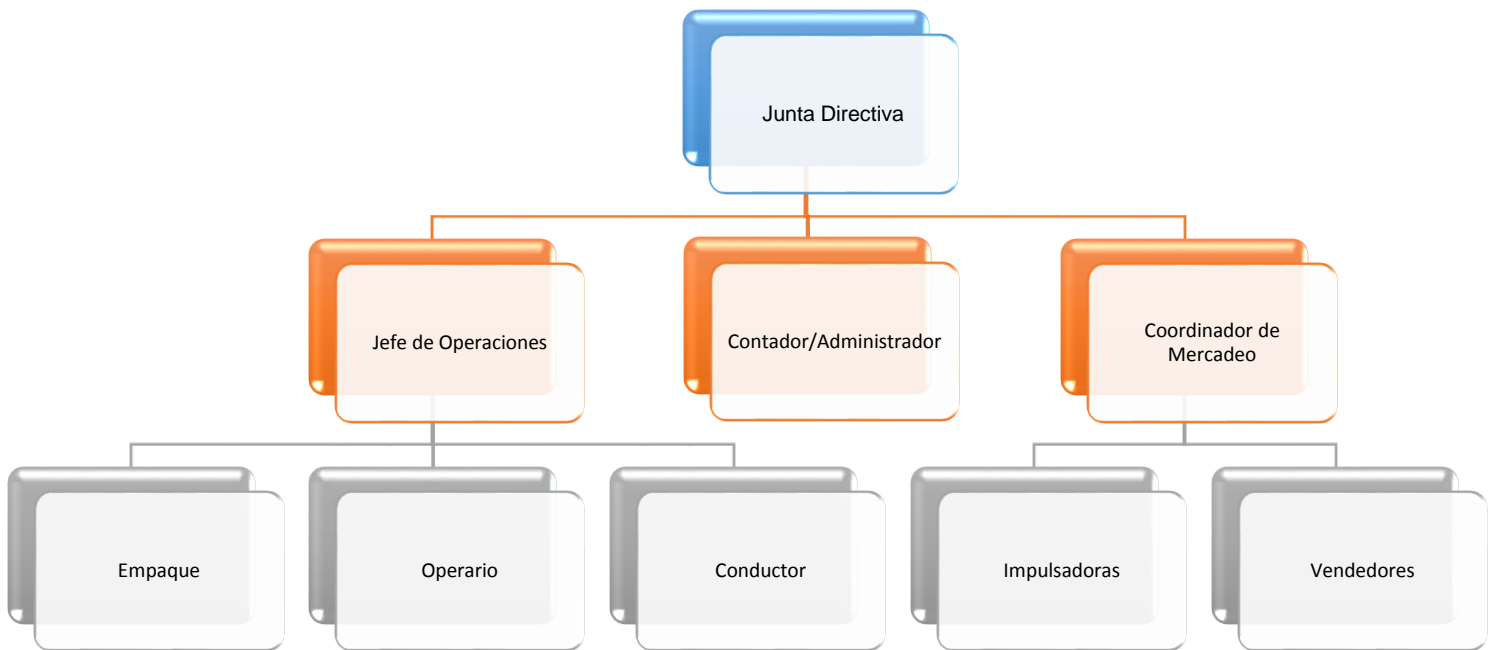 Junta Directiva
Jefe de Operaciones
Contador/Administrador
Coordinador de
Mercadeo
Empaque
Operario
Conductor
Impulsadoras
Vendedores